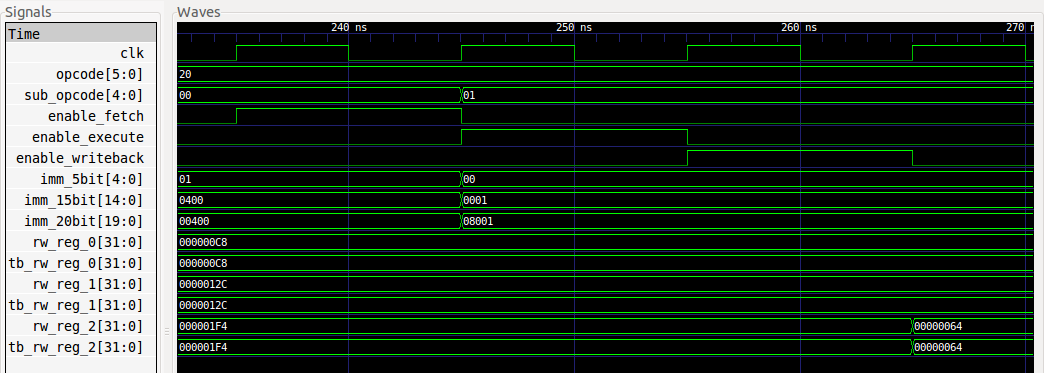 Signals Waves
Time 240 ns 250 ns 260 ns 270 n
clk
opcode[5:0] 20
sub_opcode[4:0] 00 01
enable_fetch
enable_execute
enable_writeback
imm_5bit[4:0] 01 00
imm_15bit[14:0] 0400 0001
imm_20bit[19:0] 00400 08001
rw_reg_0[31:0] 000000C8
tb_rw_reg_0[31:0] 000000C8
rw_reg_1[31:0] 0000012C
tb_rw_reg_1[31:0] 0000012C
rw_reg_2[31:0] 000001F4 00000064
tb_rw_reg_2[31:0] 000001F4 00000064